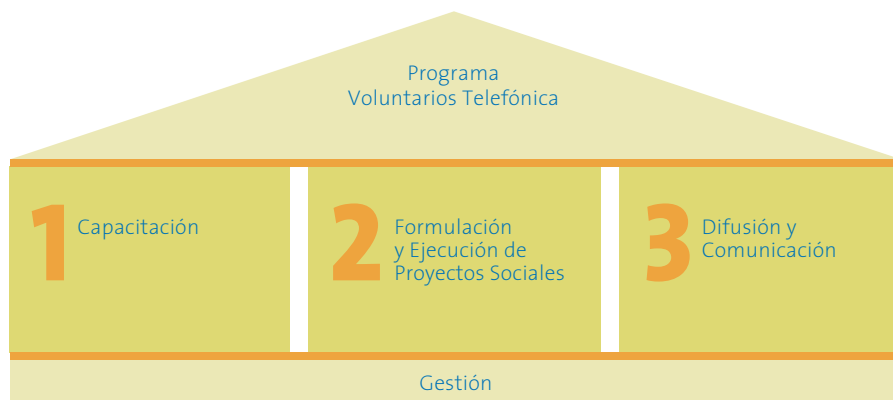 Programa
Voluntarios Telefónica
1 Capacitación
2 Formulación
y Ejecución de
Proyectos Sociales
3 Difusión y
Comunicación
Gestión